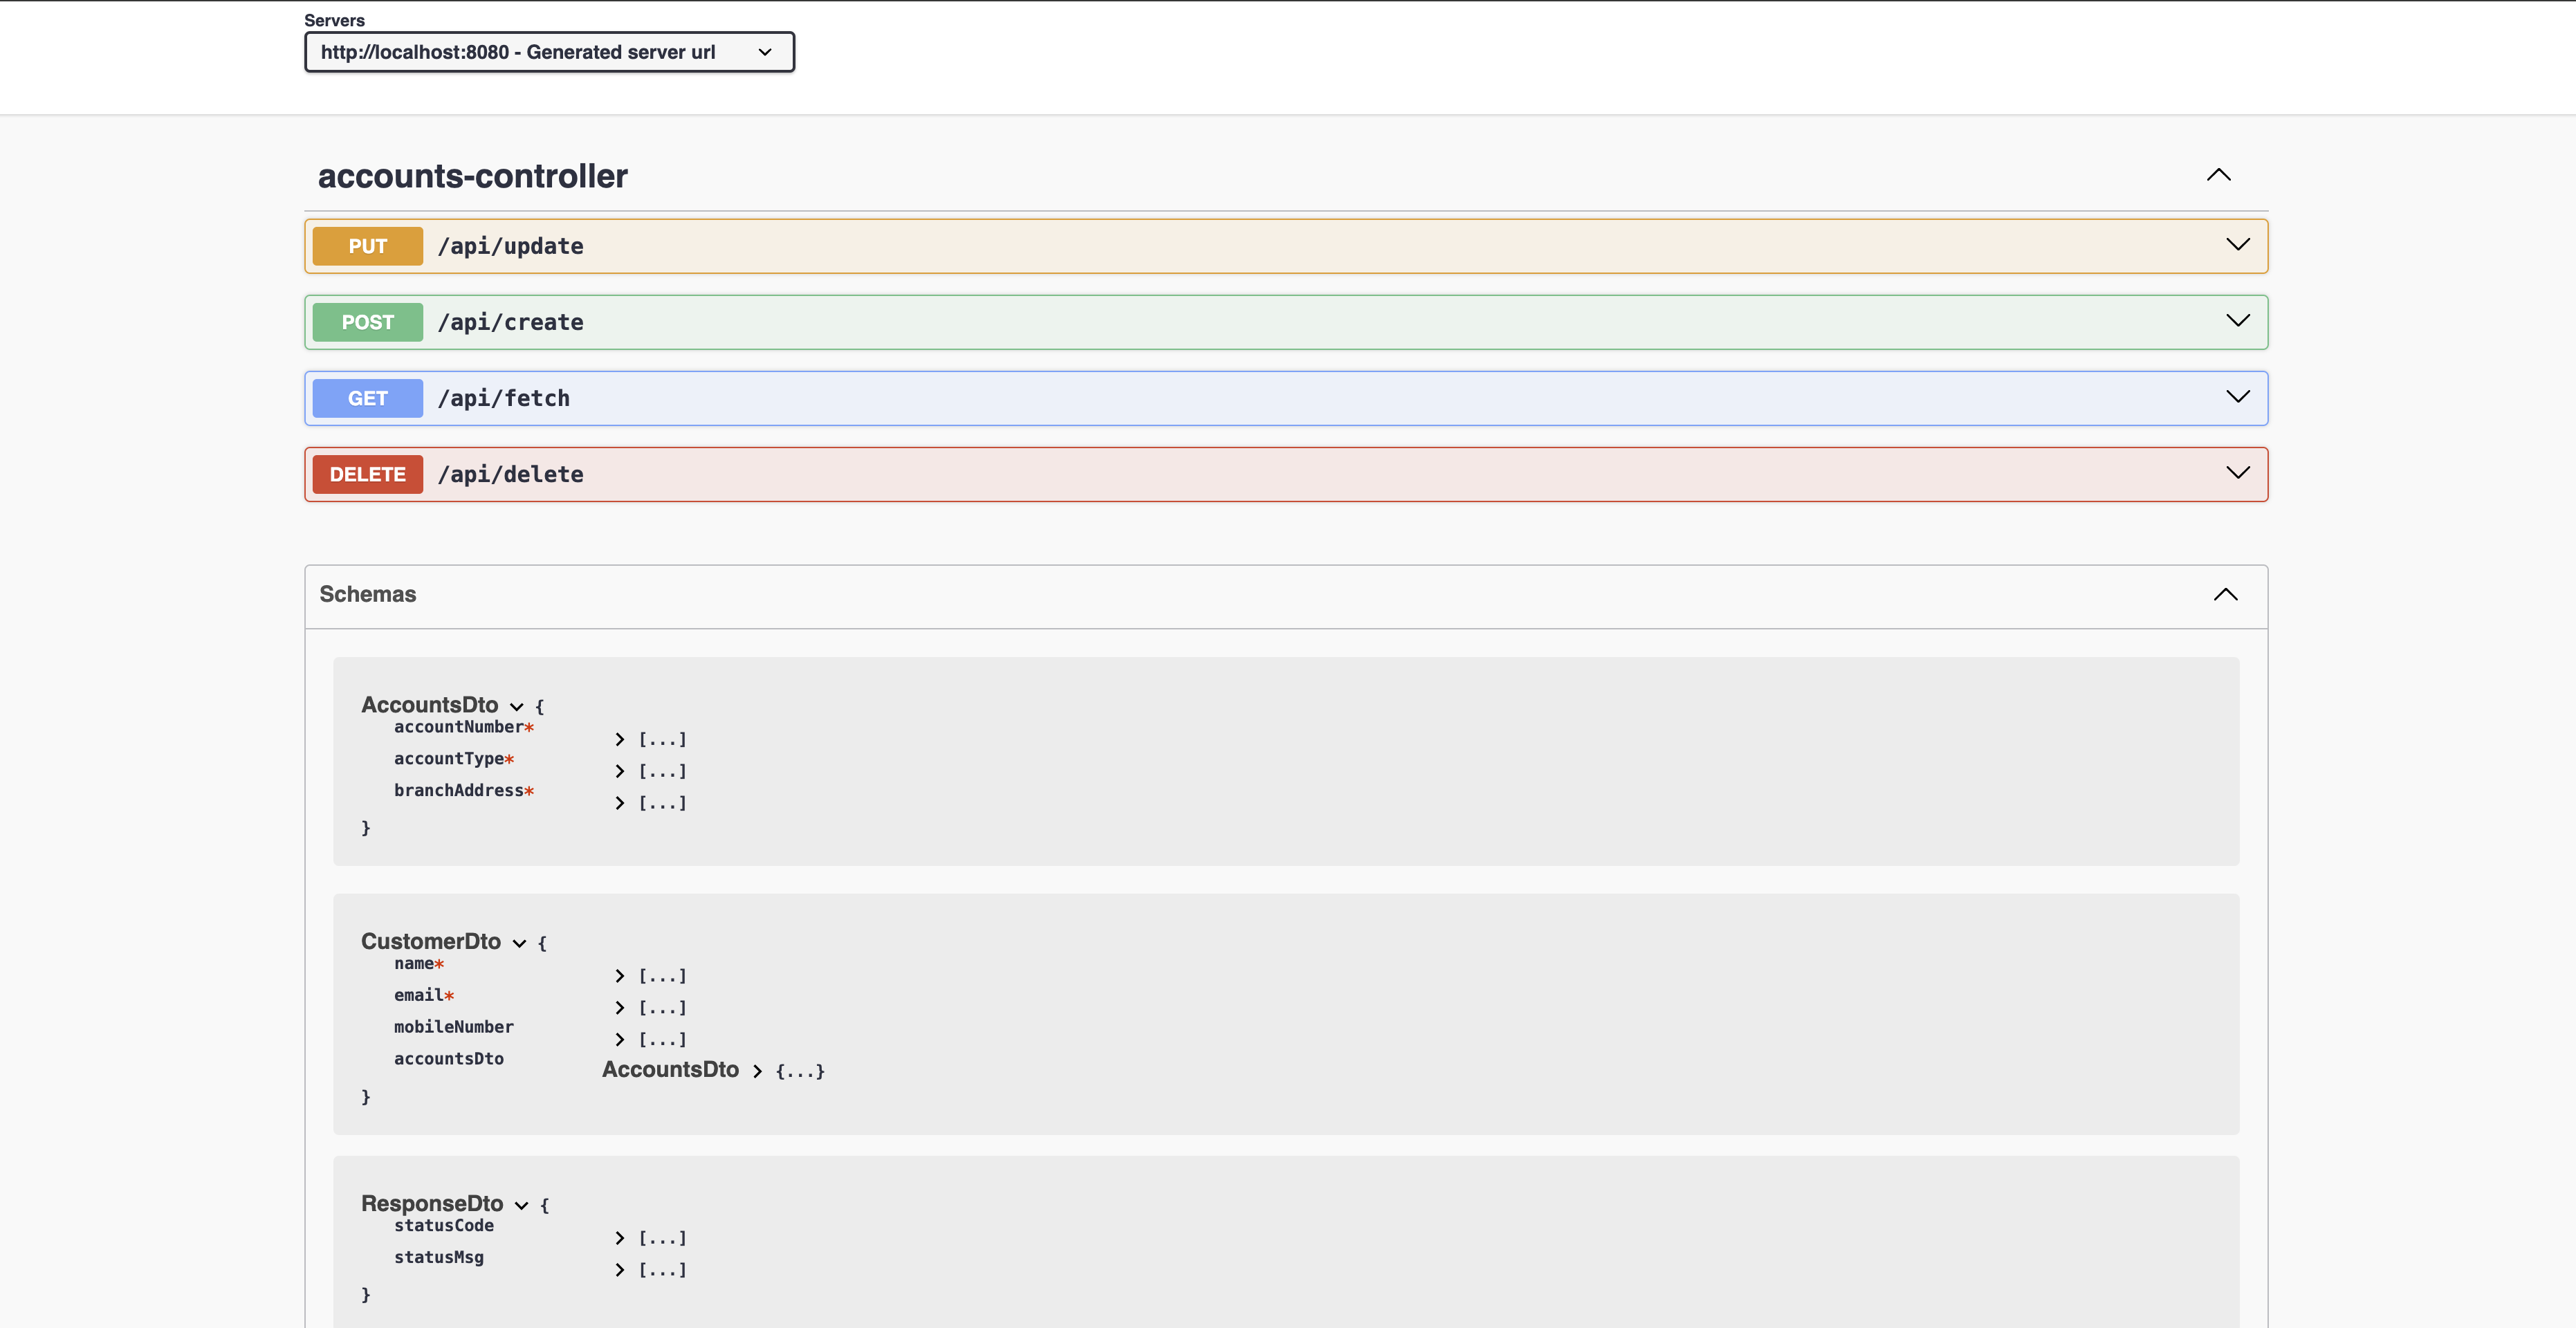 Servers
http://localhost:8080 - Generated server url
accounts-controller
PUT /api/update
POST /api/create
GET /api/fetch
DELETE /api/delete
Schemas
AccountsDto {
accountNumber* [...]
accountType* [...]
branchAddress* [...]
}
CustomerDto {
name* [...]
email* [...]
mobileNumber [...]
accountsDto AccountsDto {...}
}
ResponseDto {
statusCode [...]
statusMsg [...]
}